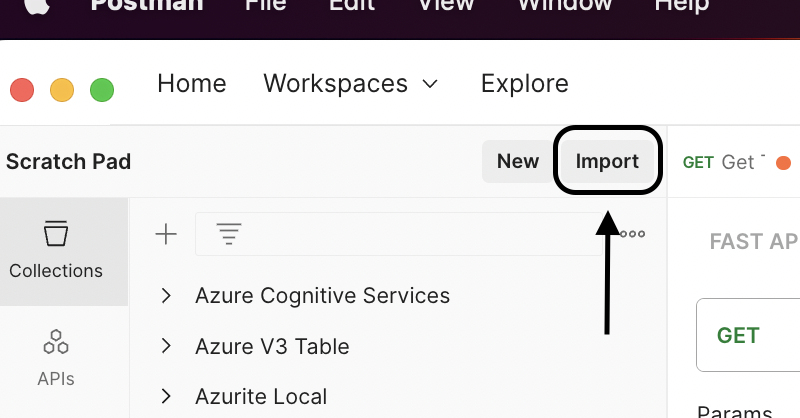 Postman File Edit View Window Help
Home Workspaces Explore
Scratch Pad New Import GET Get
Collections
FAST AP
Azure Cognitive Services
GET
Azure V3 Table
APIs
Azurite Local
Params